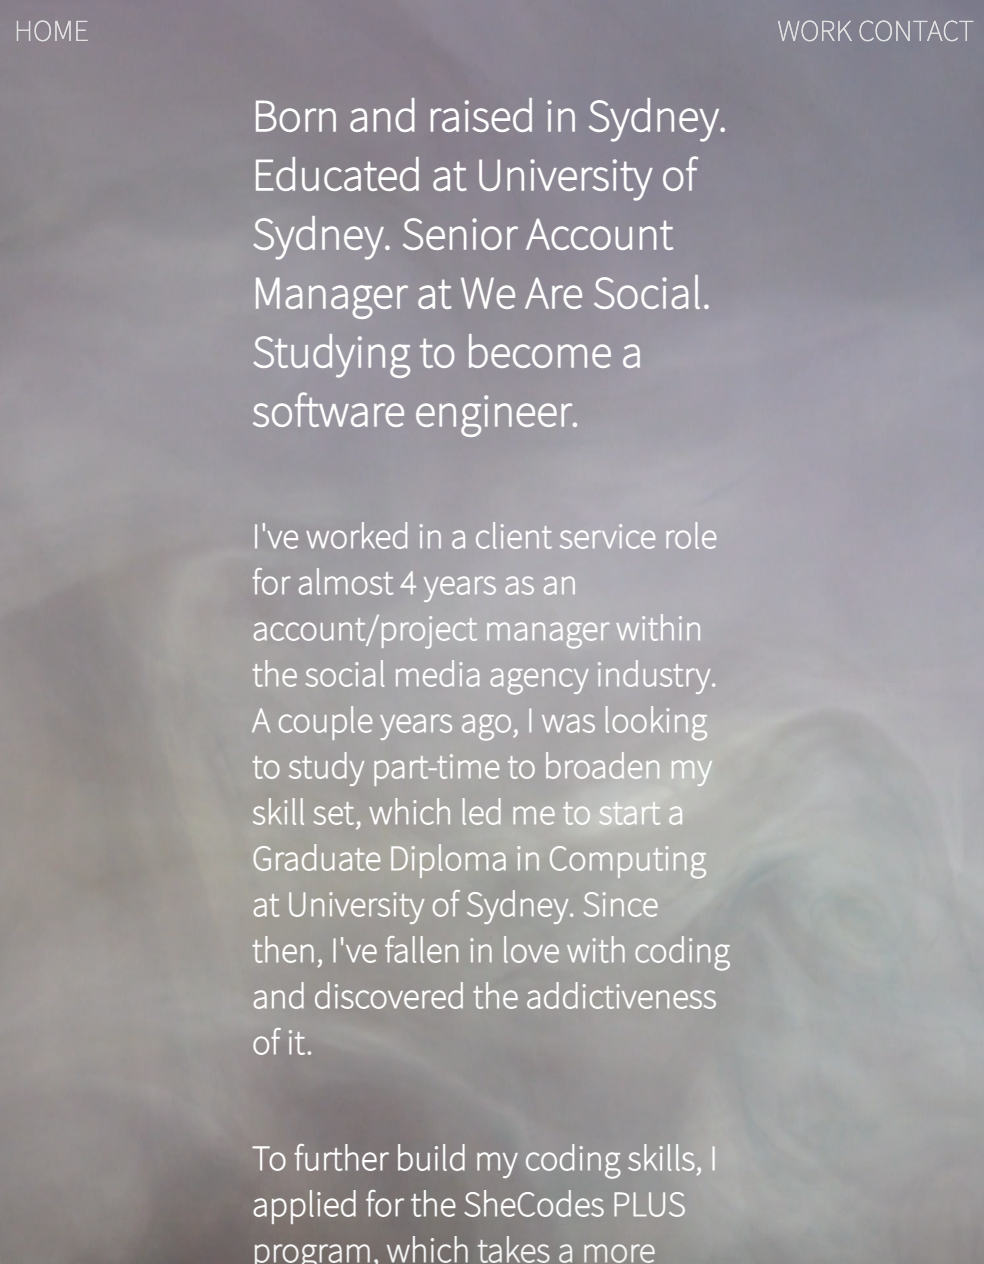 HOME
WORK CONTACT
Born and raised in Sydney.
Educated at University of
Sydney. Senior Account
Manager at We Are Social.
Studying to become a
software engineer.
I've worked in a client service role
for almost 4 years as an
account/project manager within
the social media agency industry.
A couple years ago, I was looking
to study part-time to broaden my
skill set, which led me to start a
Graduate Diploma in Computing
at University of Sydney. Since
then, I've fallen in love with coding
and discovered the addictiveness
of it.
To further build my coding skills, I
applied for the SheCodes PLUS
program, which takes a more